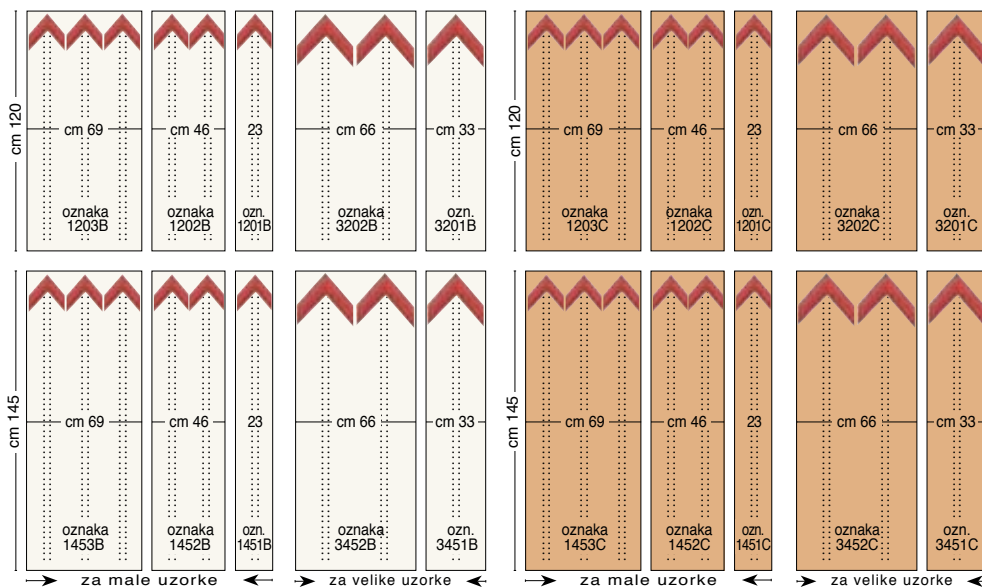 cm 120
cm 69
cm 46
23
cm 66
cm 33
oznaka
1203B
oznaka
1202B
ozn.
1201B
oznaka
3202B
ozn.
3201B
cm 120
cm 69
cm 46
23
cm 66
cm 33
oznaka
1203C
oznaka
1202C
ozn.
1201C
oznaka
3202C
ozn.
3201C
cm 145
cm 69
cm 46
23
cm 66
cm 33
oznaka
1453B
oznaka
1452B
ozn.
1451B
oznaka
3452B
ozn.
3451B
cm 145
cm 69
cm 46
23
cm 66
cm 33
oznaka
1453C
oznaka
1452C
ozn.
1451C
oznaka
3452C
ozn.
3451C
za male uzorke
za velike uzorke
za male uzorke
za velike uzorke